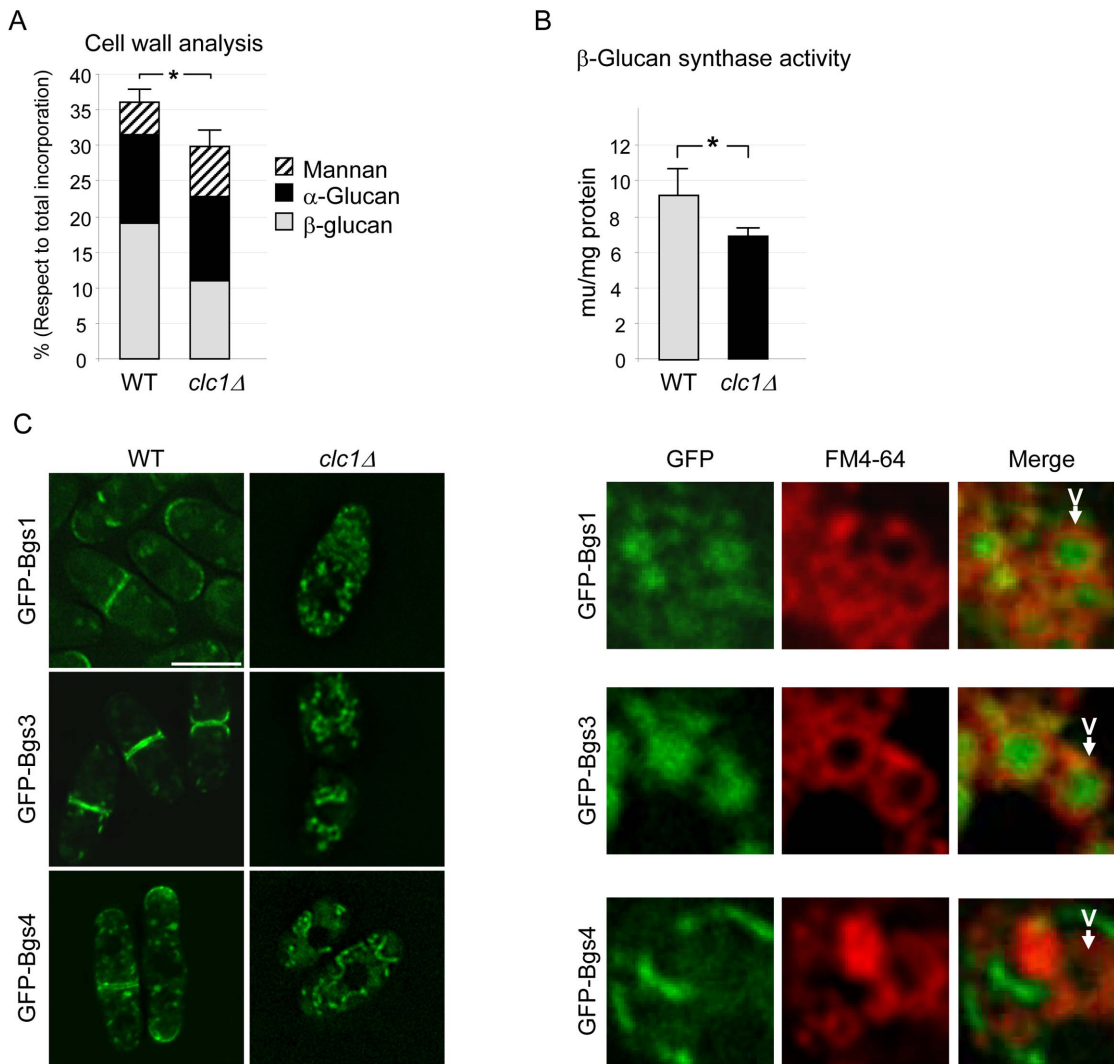 A
Cell wall analysis
% (Respect to total incorporation)
40
35
30
25
20
15
10
5
0
*
WT
clc1Δ
Mannan
α-Glucan
β-glucan
B
β-Glucan synthase activity
mu/mg protein
12
10
8
6
4
2
0
*
WT
clc1Δ
C
WT
clc1Δ
GFP-Bgs1
GFP-Bgs3
GFP-Bgs4
GFP
FM4-64
Merge
GFP-Bgs1
V
GFP-Bgs3
V
GFP-Bgs4
V